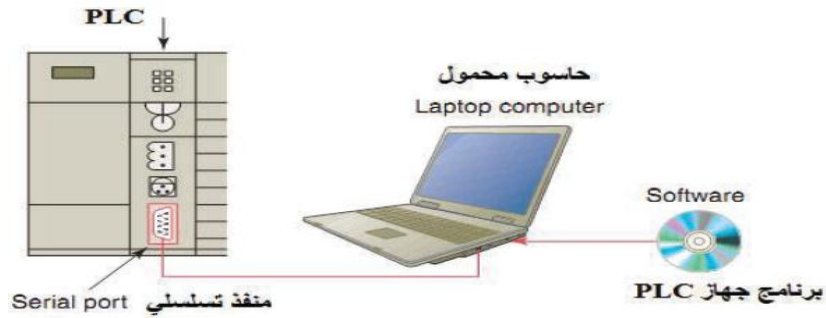 PLC
حاسوب محمول
Laptop computer
Software
برنامج جهاز PLC
Serial port منفذ تسلسلي